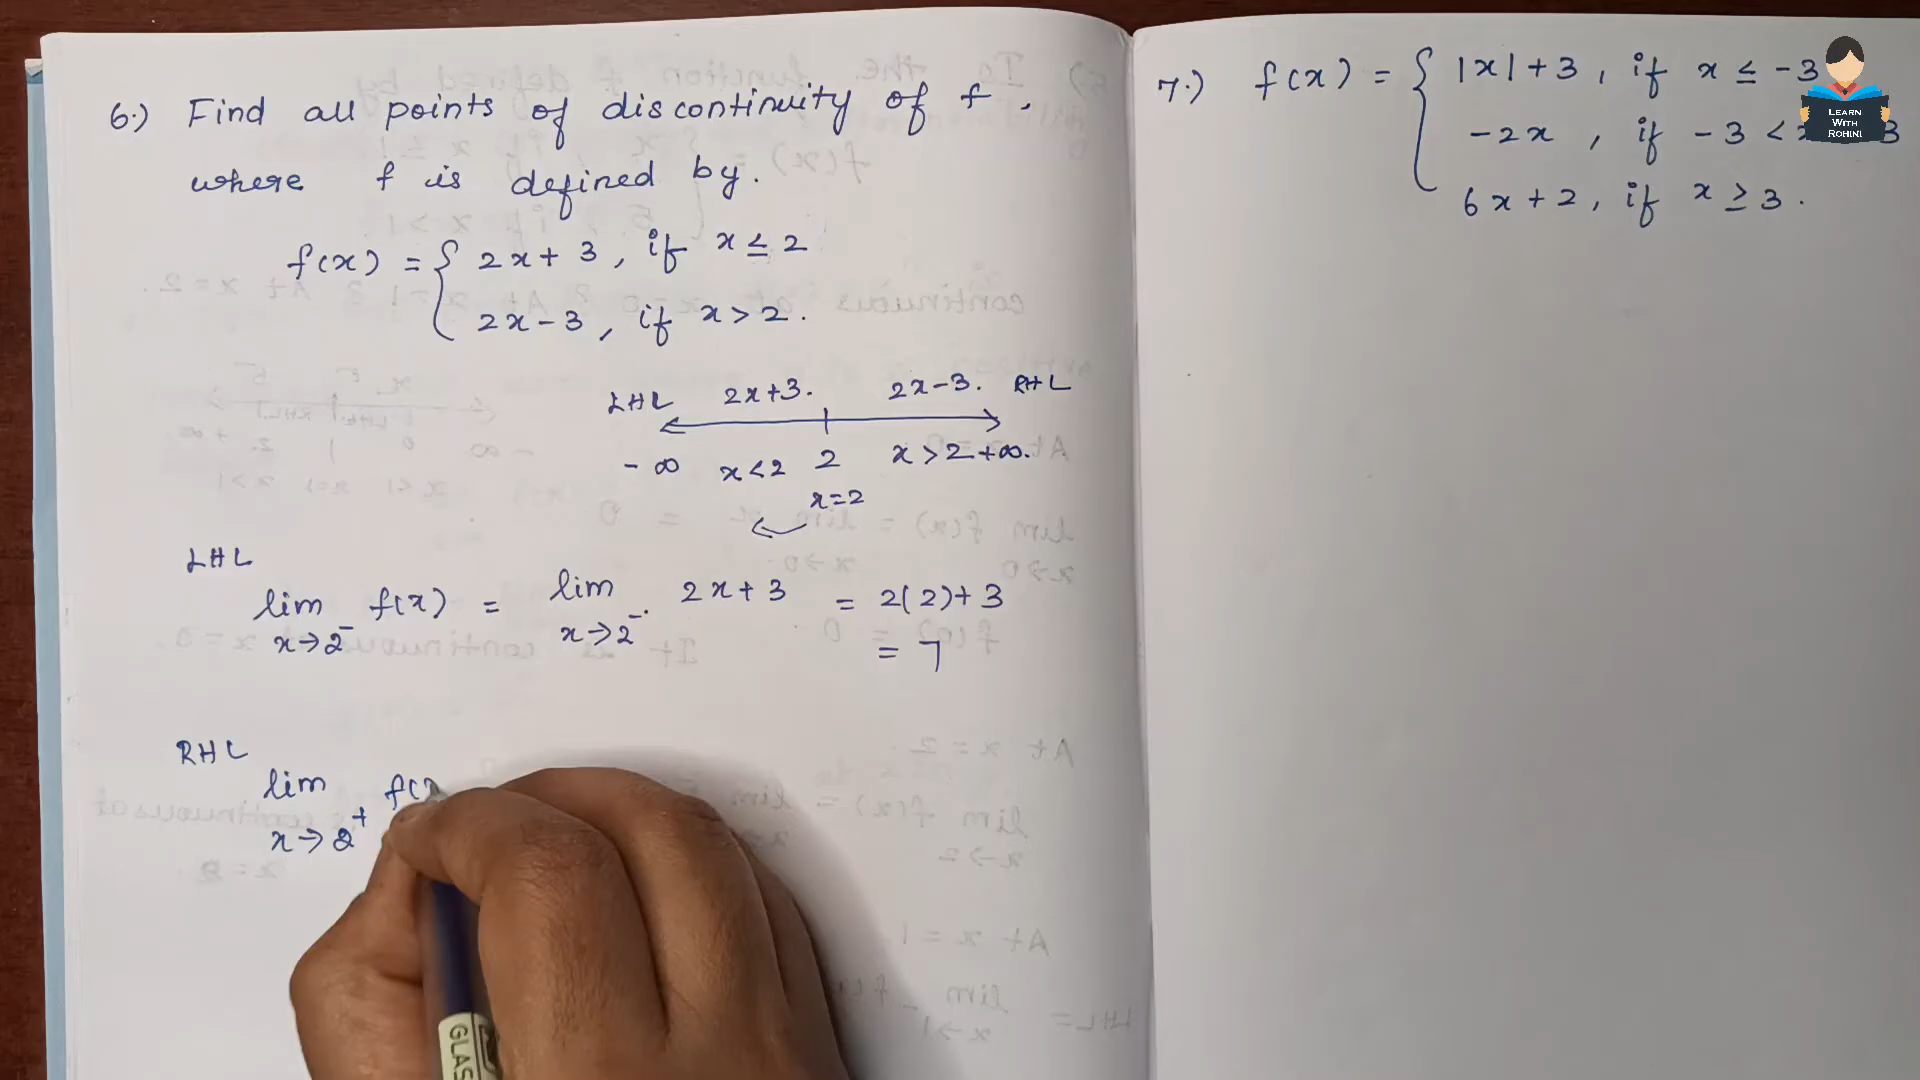 6.) Find all points of discontinuity of f,
where f is defined by.
f(x) = { 2x+3, if x ≤ 2
2x-3, if x > 2.
LHL 2x+3. 2x-3. RHL
-∞ x<2 2 x>2 +∞.
x=2
LHL
lim f(x) = lim 2x+3 = 2(2)+3
x→2⁻ x→2⁻ = 7
RHL
lim f(x
x→2⁺
7.) f(x) = { |x|+3, if x ≤ -3
-2x, if -3 < 3
6x+2, if x ≥ 3.
LEARN
WITH
ROHINI